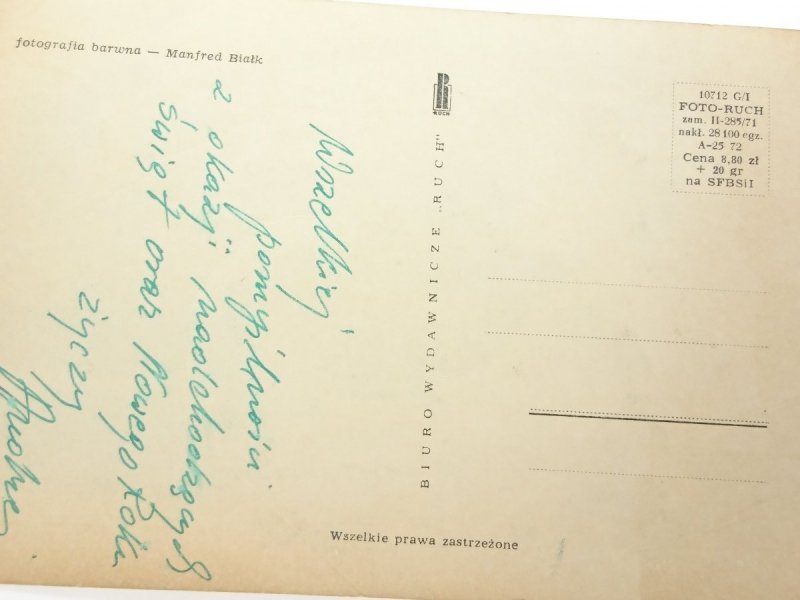 fotografia barwna — Manfred Białk
Wszelkiej
pomyślności
z okazji nadchodzących
Świąt oraz Nowego Roku
życzy
RUCH
BIURO WYDAWNICZE „RUCH"
10712 G/I
FOTO-RUCH
zam. II-285/71
nakł. 28 100 egz.
A-25 72
Cena 8,80 zł
+ 20 gr
na SFBSiI
Wszelkie prawa zastrzeżone